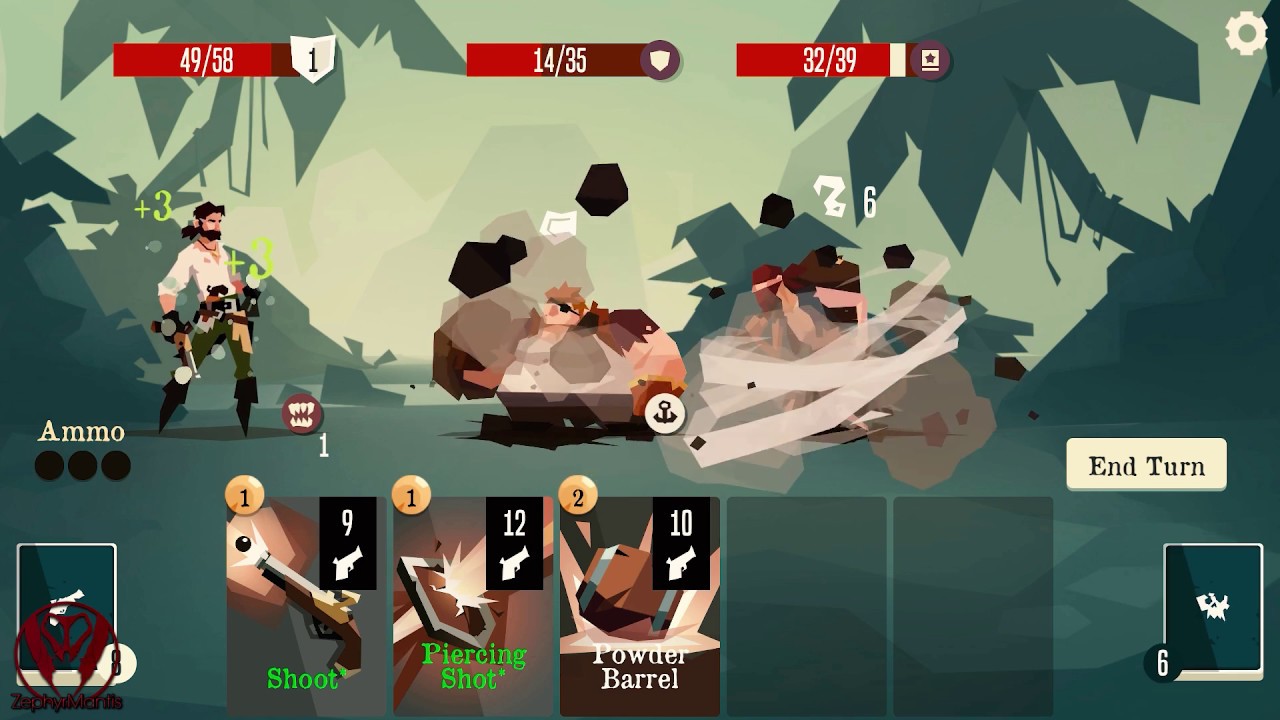 49/58
1
14/35
32/39
+3
+3
6
Ammo
1
End Turn
1
9
1
12
2
10
Shoot*
Piercing
Shot*
Powder
Barrel
8
6
ZephyrMantis